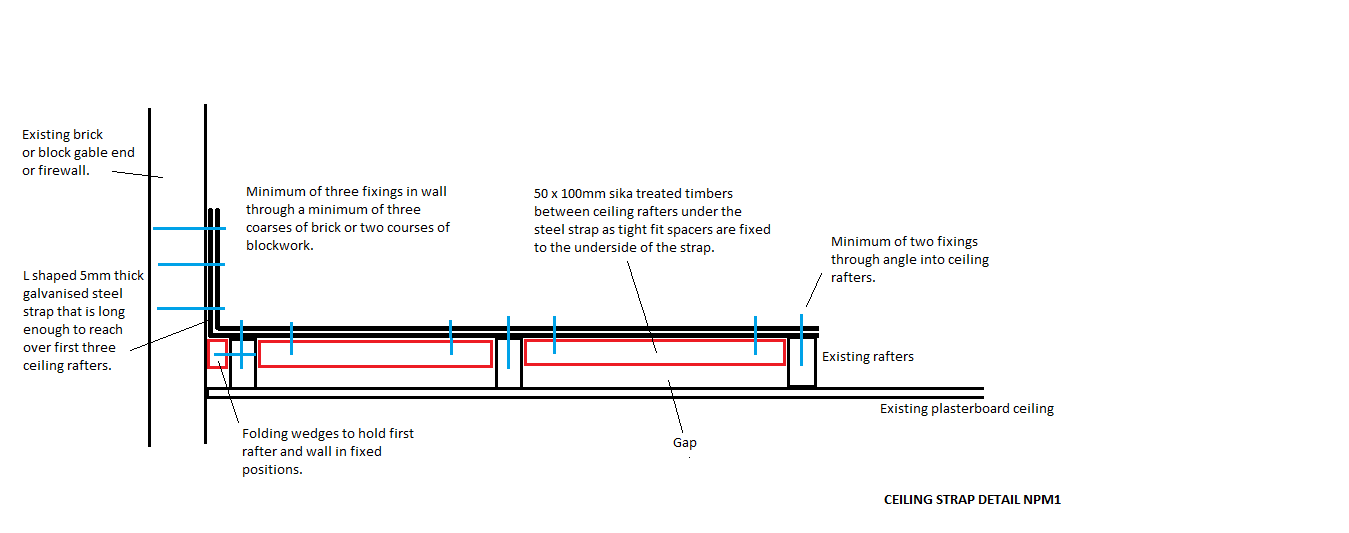 Existing brick
or block gable end
or firewall.
Minimum of three fixings in wall
through a minimum of three
coarses of brick or two courses of
blockwork.
50 x 100mm sika treated timbers
between ceiling rafters under the
steel strap as tight fit spacers are fixed
to the underside of the strap.
Minimum of two fixings
through angle into ceiling
rafters.
L shaped 5mm thick
galvanised steel
strap that is long
enough to reach
over first three
ceiling rafters.
Existing rafters
Existing plasterboard ceiling
Folding wedges to hold first
rafter and wall in fixed
positions.
Gap
CEILING STRAP DETAIL NPM1